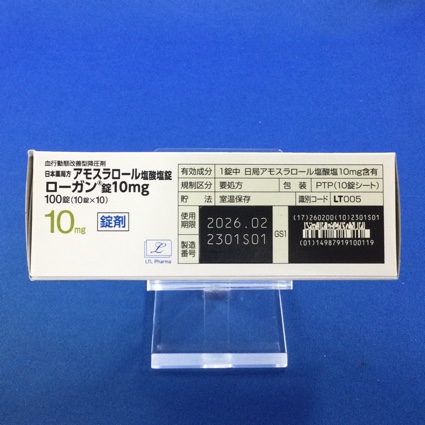 血行動態改善型降圧剤
日本薬局方 アモスラロール塩酸塩錠
ローガン®錠10mg
100錠(10錠×10)
10mg 錠剤
LTL Pharma
有効成分 1錠中 日局アモスラロール塩酸塩10mg含有
規制区分 要処方 包装 PTP(10錠シート)
貯法 室温保存 識別コード LT005
使用期限 2026.02
製造番号 2301S01
GS1
(17)260200(10)2301S01
(01)14987919100119